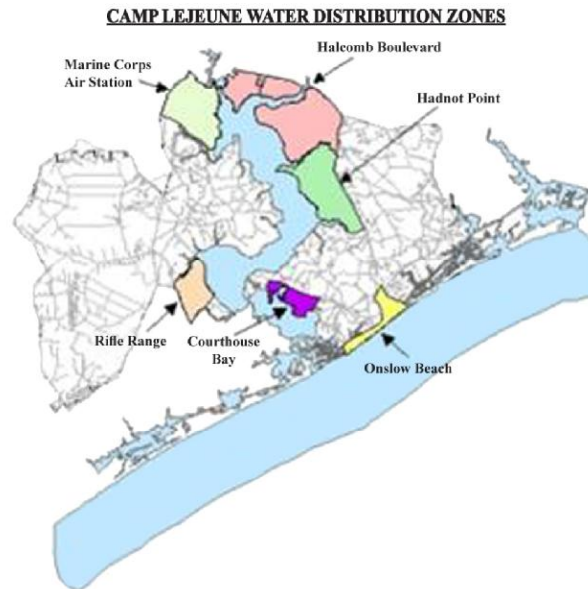 CAMP LEJEUNE WATER DISTRIBUTION ZONES
Halcomb Boulevard
Marine Corps
Air Station
Hadnot Point
Rifle Range
Courthouse
Bay
Onslow Beach